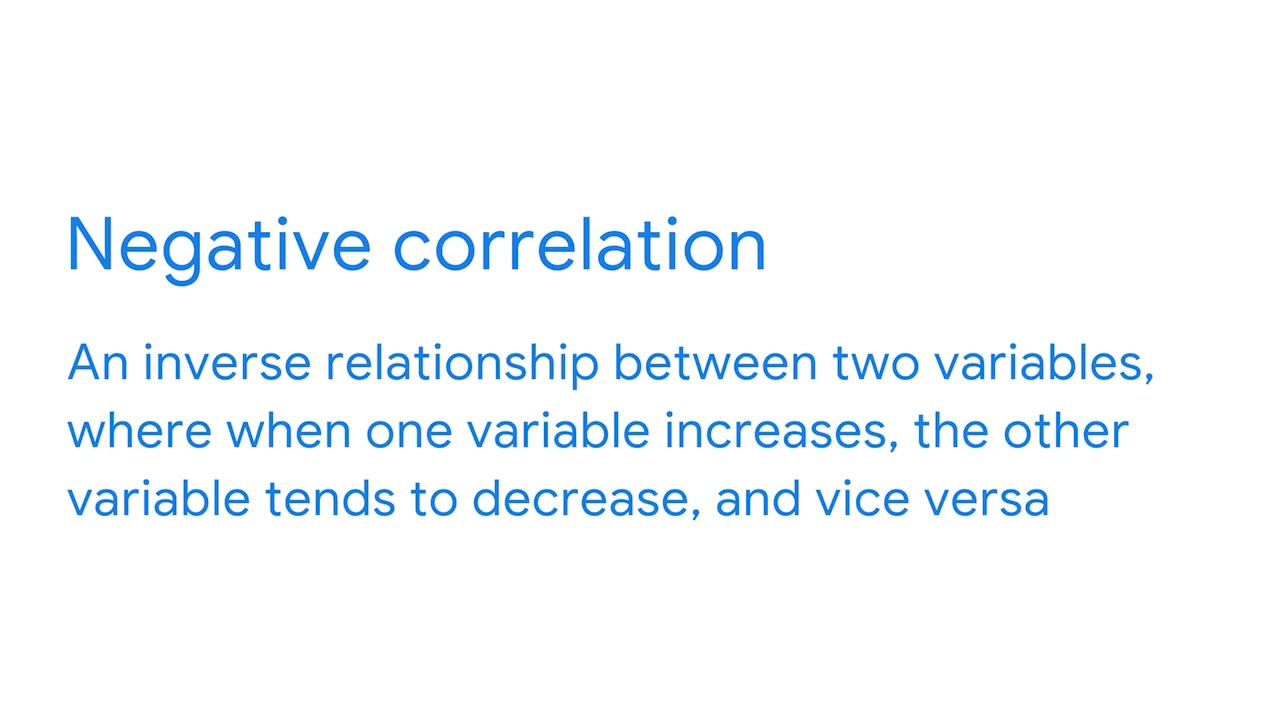 Negative correlation
An inverse relationship between two variables,
where when one variable increases, the other
variable tends to decrease, and vice versa